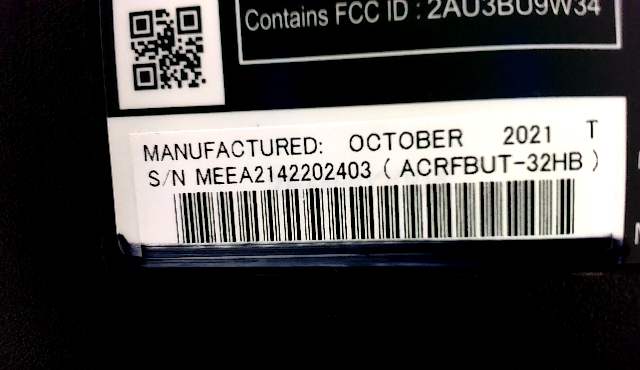 Contains FCC ID : 2AU3BU9W34
MANUFACTURED: OCTOBER 2021 T
S/N MEEA2142202403 ( ACRFBUT-32HB )